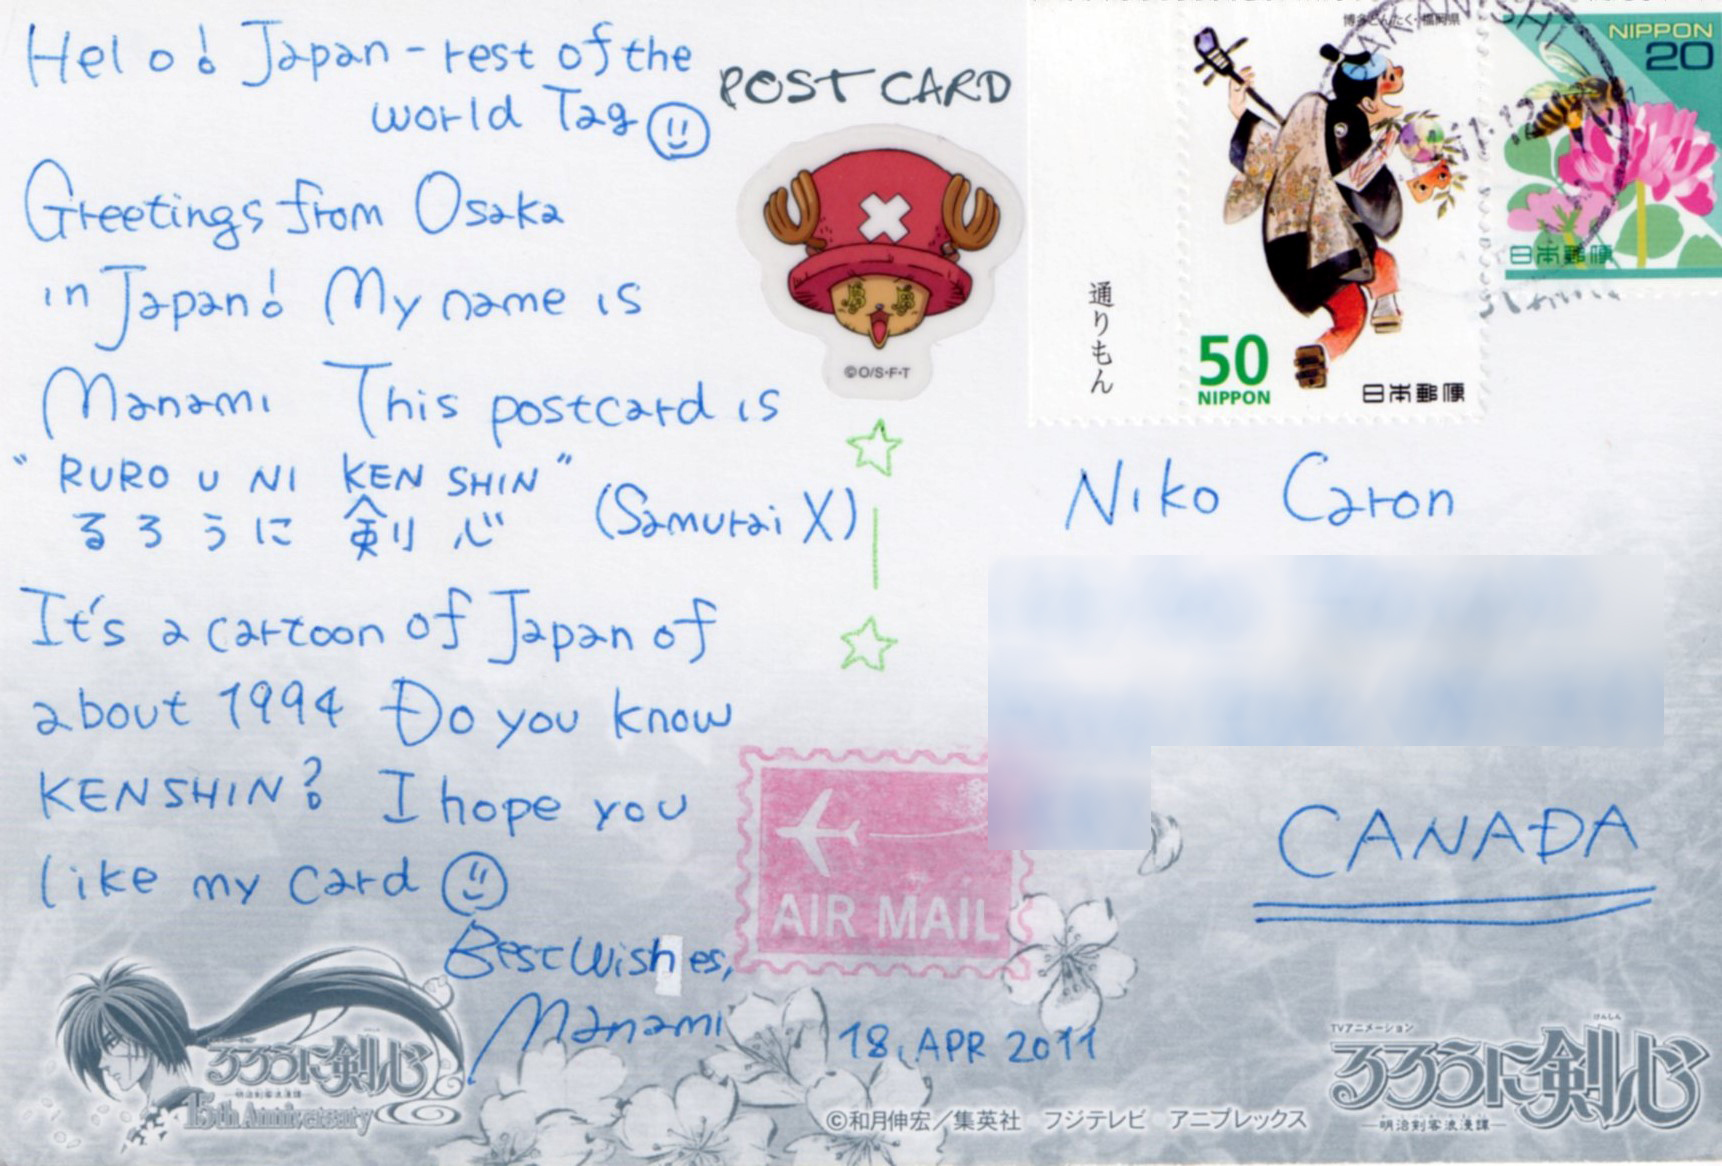 Helo! Japan - rest of the
world Tag
Greetings from Osaka
in Japan! My name is
Manami This postcard is
"RURO U NI KEN SHIN"
るろうに 剣心 (Samurai X)
It's a cartoon of Japan of
about 1994 Do you know
KENSHIN? I hope you
like my card
Best Wishes,
Manami
18, APR 2011
POST CARD
©O/S・F・T
博多どんたく・福岡県
通りもん
50
NIPPON
日本郵便
NIPPON
20
日本郵便
Niko Caron
CANADA
AIR MAIL
るろうに剣心
―明治剣客浪漫譚―
15th Anniversary
©和月伸宏／集英社 フジテレビ アニプレックス
TVアニメーション
けんしん
るろうに剣心
―明治剣客浪漫譚―